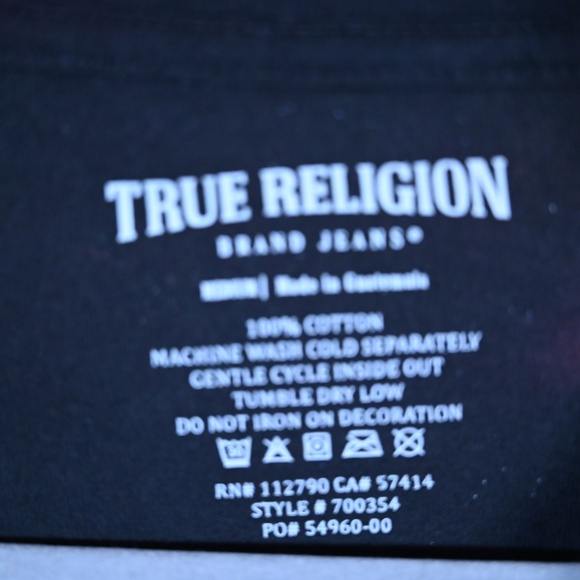 TRUE RELIGION
BRAND JEANS®
MEDIUM | Made in Guatemala
100% COTTON
MACHINE WASH COLD SEPARATELY
GENTLE CYCLE INSIDE OUT
TUMBLE DRY LOW
DO NOT IRON ON DECORATION
RN# 112790 CA# 57414
STYLE # 700354
PO# 54960-00